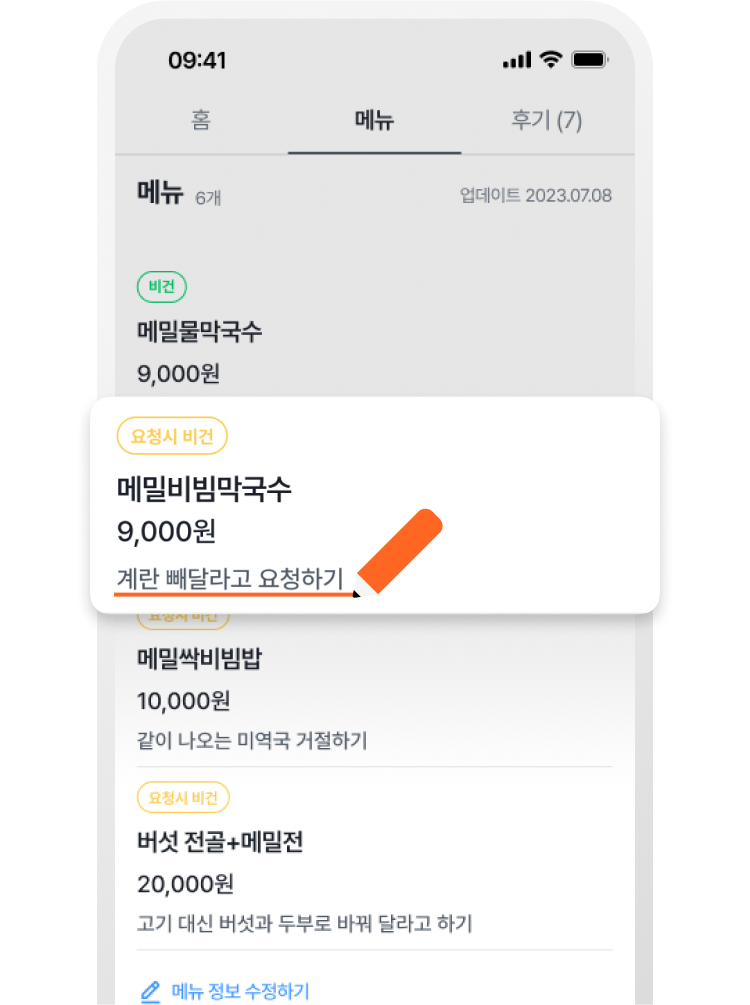 09:41
홈 메뉴 후기 (7)
메뉴 6개 업데이트 2023.07.08
비건
메밀물막국수
9,000원
요청시 비건
메밀비빔막국수
9,000원
계란 빼달라고 요청하기
요청시 비건
메밀싹비빔밥
10,000원
같이 나오는 미역국 거절하기
요청시 비건
버섯 전골+메밀전
20,000원
고기 대신 버섯과 두부로 바꿔 달라고 하기
메뉴 정보 수정하기